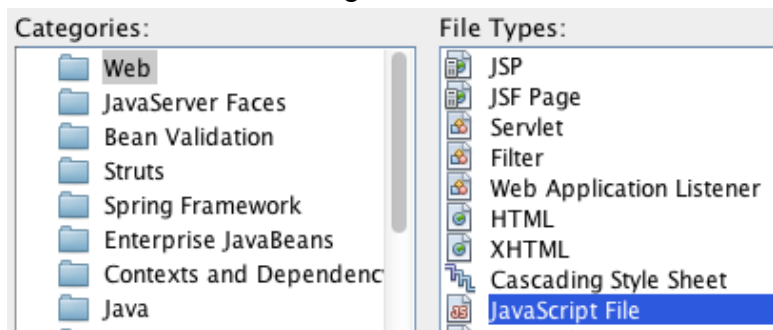 Categories:
Web
JavaServer Faces
Bean Validation
Struts
Spring Framework
Enterprise JavaBeans
Contexts and Dependenc
Java
File Types:
JSP
JSF Page
Servlet
Filter
Web Application Listener
HTML
XHTML
Cascading Style Sheet
JavaScript File